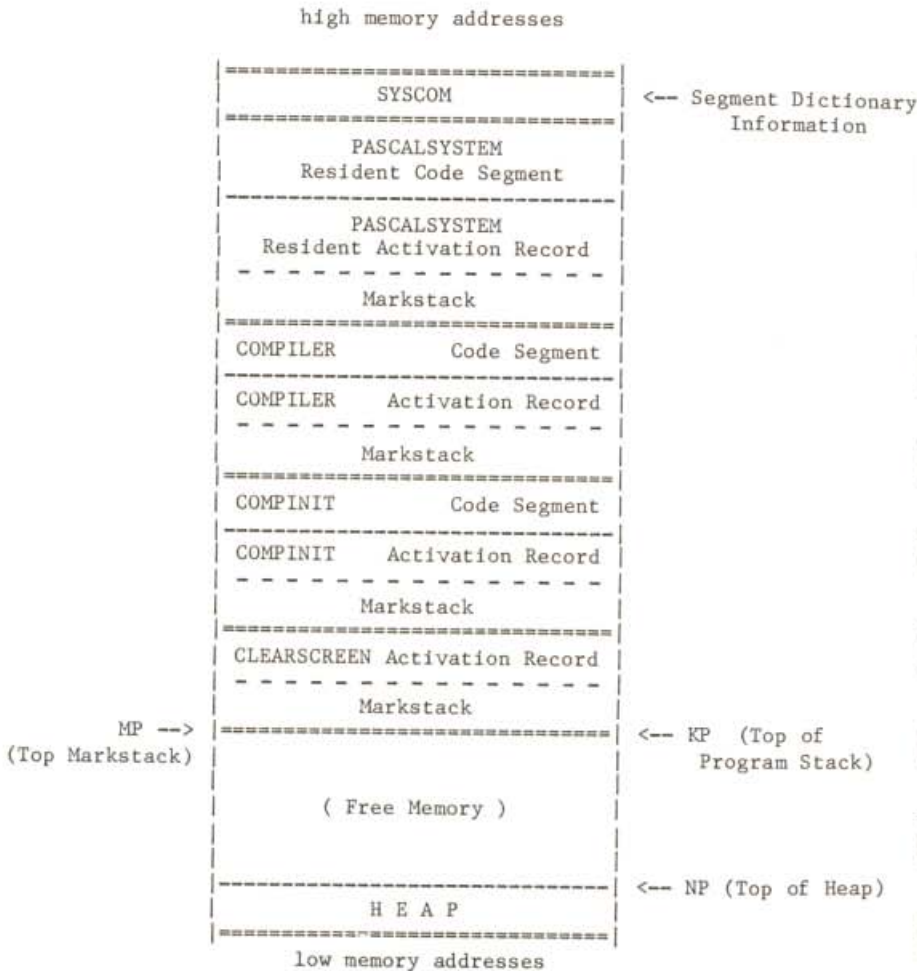 high memory addresses
SYSCOM
<-- Segment Dictionary
Information
PASCALSYSTEM
Resident Code Segment
PASCALSYSTEM
Resident Activation Record
Markstack
COMPILER Code Segment
COMPILER Activation Record
Markstack
COMPINIT Code Segment
COMPINIT Activation Record
Markstack
CLEARSCREEN Activation Record
Markstack
MP -->
(Top Markstack)
<-- KP (Top of
Program Stack)
( Free Memory )
<-- NP (Top of Heap)
H E A P
low memory addresses